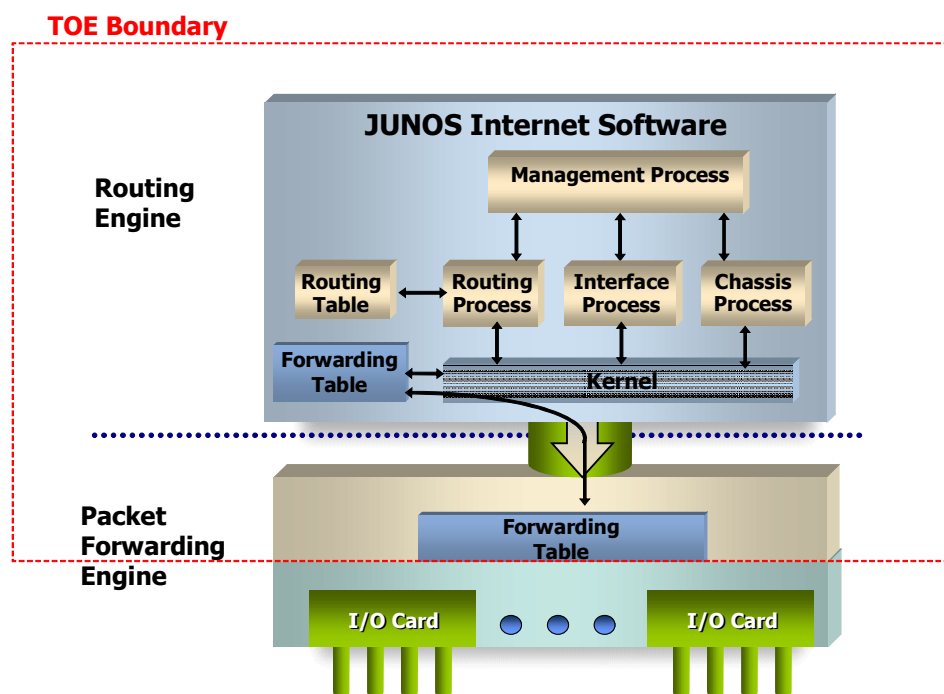 TOE Boundary
JUNOS Internet Software
Management Process
Routing
Engine
Routing
Table
Routing
Process
Interface
Process
Chassis
Process
Forwarding
Table
Kernel
Packet
Forwarding
Engine
Forwarding
Table
I/O Card
I/O Card